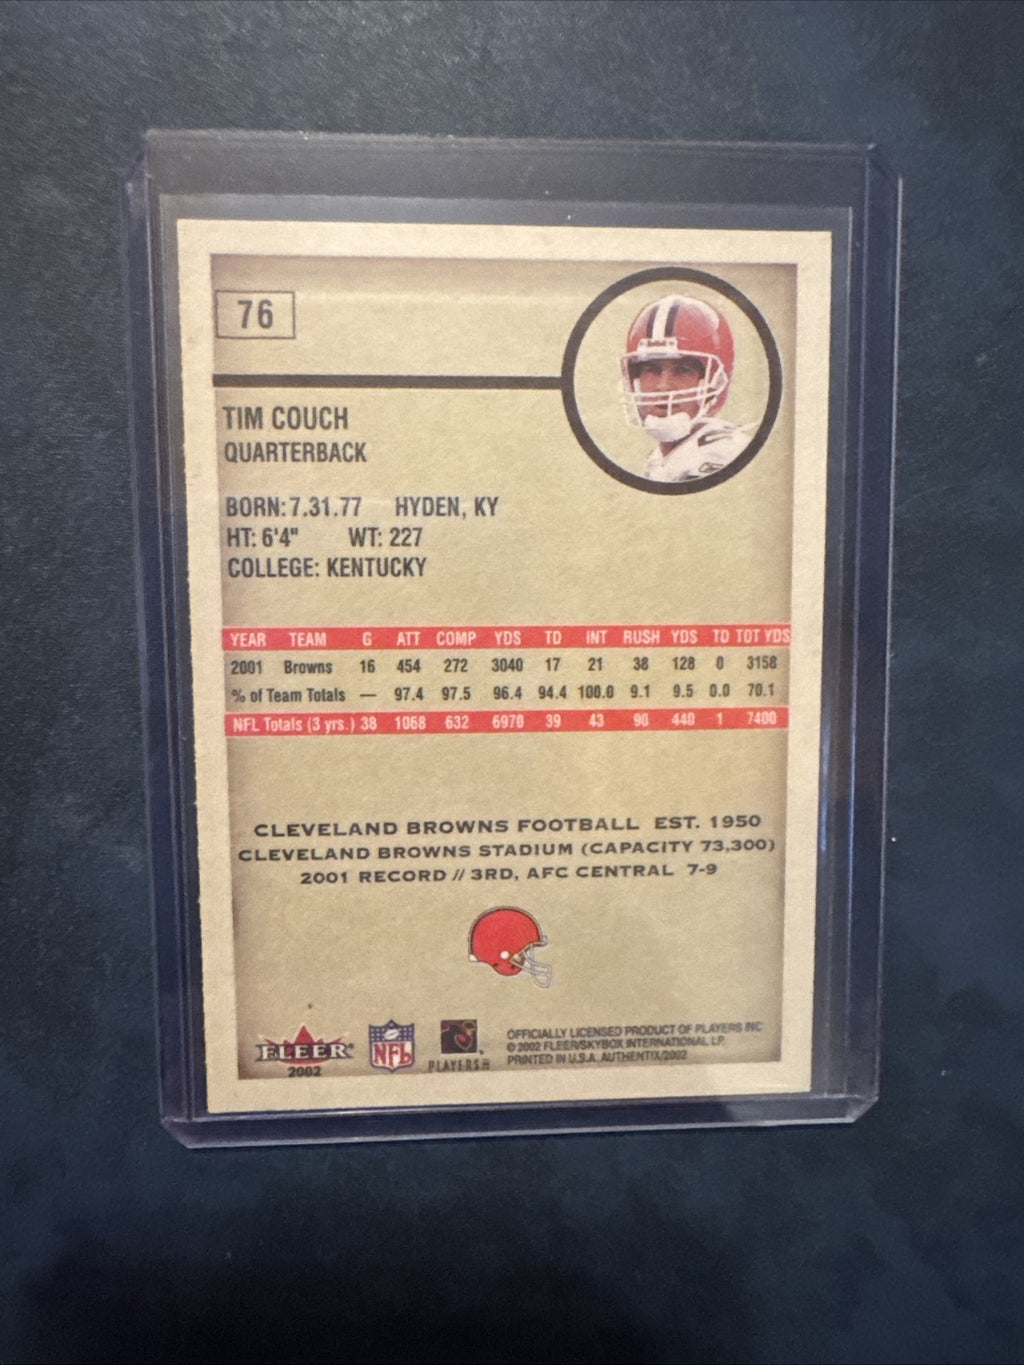 76
TIM COUCH
QUARTERBACK
BORN: 7.31.77 HYDEN, KY
HT: 6'4" WT: 227
COLLEGE: KENTUCKY
YEAR TEAM G ATT COMP YDS TD INT RUSH YDS TD TOT YDS
2001 Browns 16 454 272 3040 17 21 38 128 0 3158
% of Team Totals — 97.4 97.5 96.4 94.4 100.0 9.1 9.5 0.0 70.1
NFL Totals (3 yrs.) 38 1068 632 6970 39 43 90 440 1 7400
CLEVELAND BROWNS FOOTBALL EST. 1950
CLEVELAND BROWNS STADIUM (CAPACITY 73,300)
2001 RECORD // 3RD, AFC CENTRAL 7-9
FLEER®
2002
NFL
PLAYERS INC
OFFICIALLY LICENSED PRODUCT OF PLAYERS INC
© 2002 FLEER/SKYBOX INTERNATIONAL LP.
PRINTED IN U.S.A. AUTHENTIX/2002